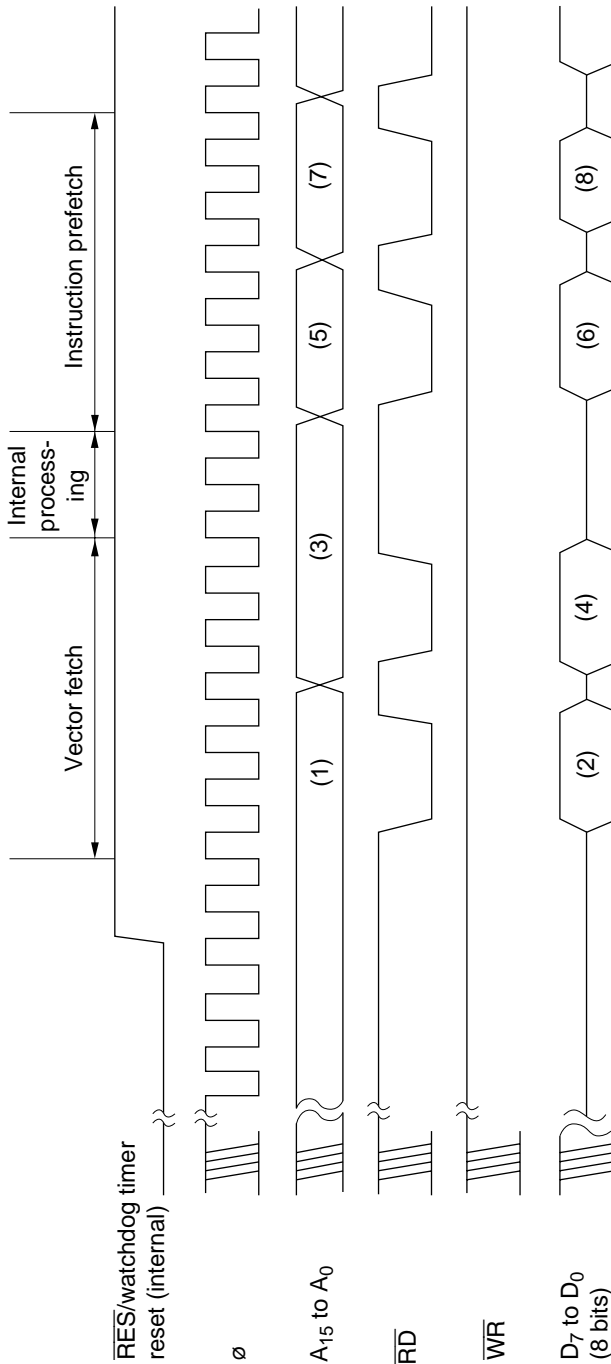 Vector fetch
Internal
process-
ing
Instruction prefetch
RES/watchdog timer
reset (internal)
ø
A15 to A0
(1)
(3)
(5)
(7)
RD
WR
D7 to D0
(8 bits)
(2)
(4)
(6)
(8)